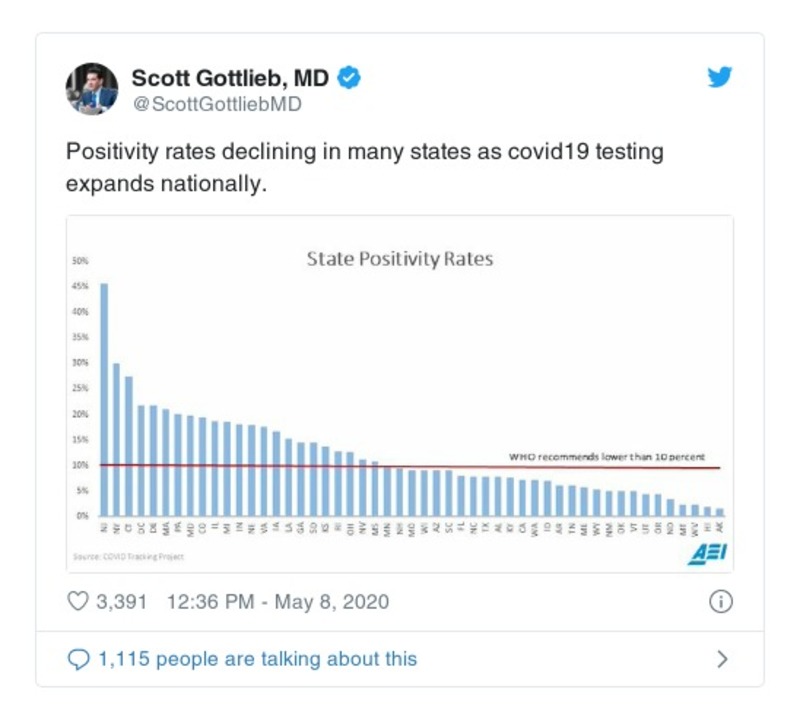 Scott Gottlieb, MD
@ScottGottliebMD
Positivity rates declining in many states as covid19 testing
expands nationally.
State Positivity Rates
50%
45%
40%
35%
30%
25%
20%
15%
10%
5%
0%
WHO recommends lower than 10 percent
NJ NY CT DC DE MA PA MD CO IL MI IN NE VA IA LA GA SD KS RI OH NV MS MN NH MO WI AZ SC FL NC TX AL KY CA WA ID AR TN ME WY NM OK VT UT OR ND MT WV HI AK
Source: COVID Tracking Project
AEI
3,391 12:36 PM - May 8, 2020
1,115 people are talking about this